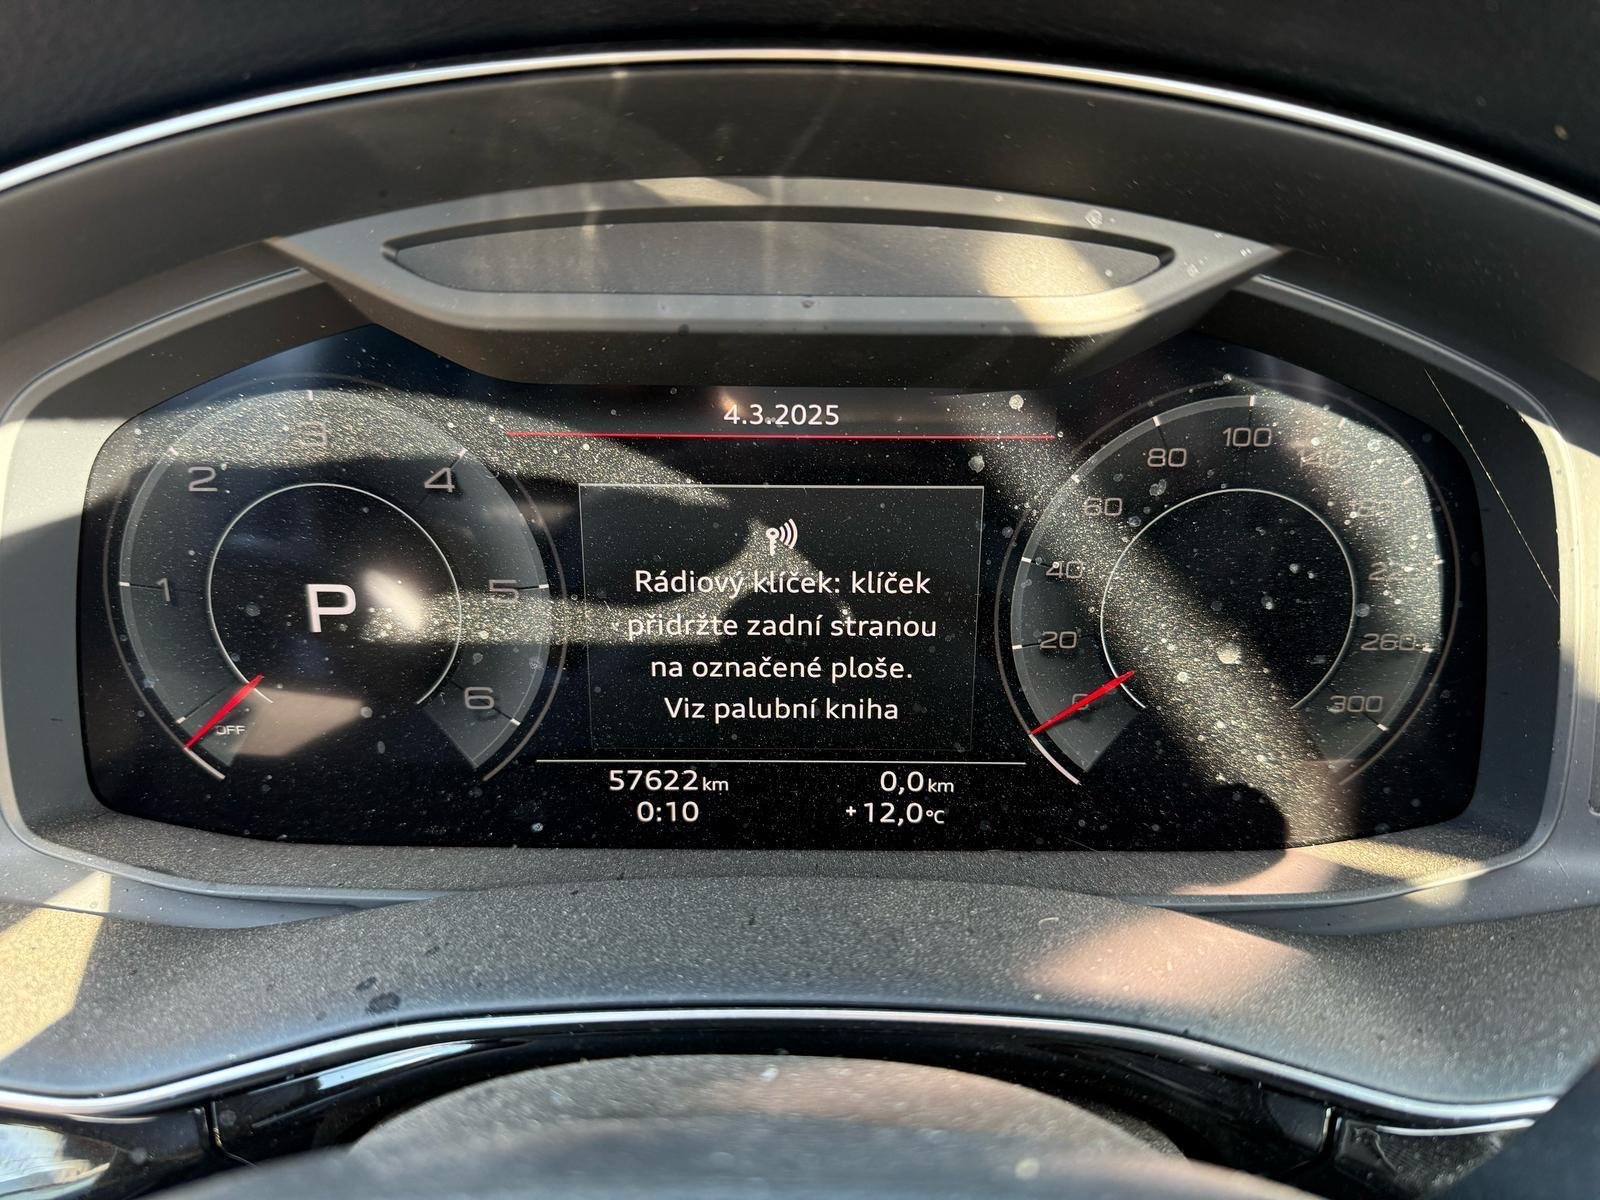 4.3.2025
Rádiový klíček: klíček
přidržte zadní stranou
na označené ploše.
Viz palubní kniha
57622 km
0,0 km
0:10
+12,0°C
1
2
3
4
5
6
OFF
P
0
20
40
60
80
100
140
260
300